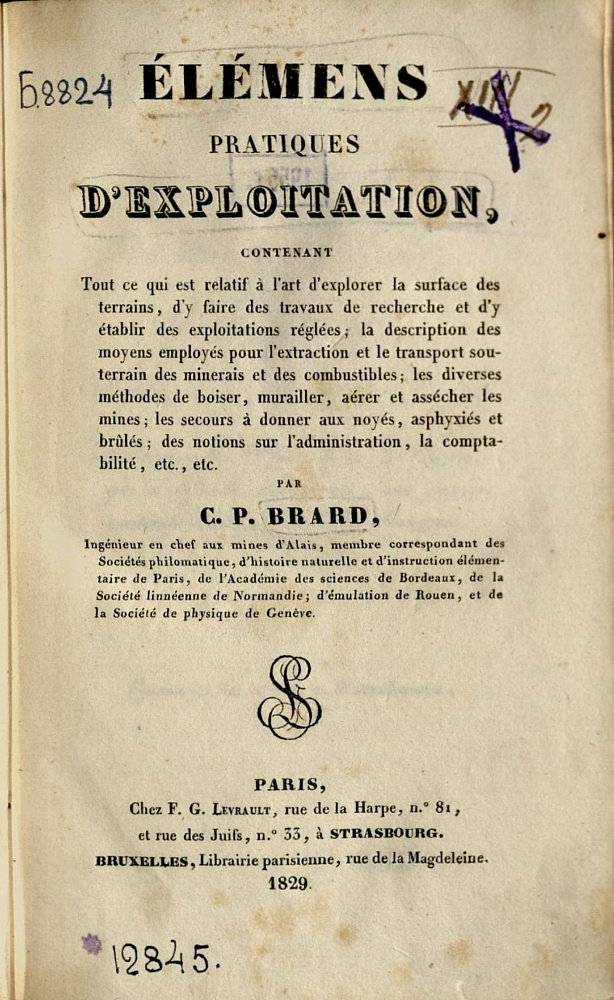 Б.8824
ÉLÉMENS
XIII
2
PRATIQUES
D'EXPLOITATION,
CONTENANT
Tout ce qui est relatif à l'art d'explorer la surface des
terrains, d'y faire des travaux de recherche et d'y
établir des exploitations réglées; la description des
moyens employés pour l'extraction et le transport sou-
terrain des minerais et des combustibles; les diverses
méthodes de boiser, murailler, aérer et assécher les
mines; les secours à donner aux noyés, asphyxiés et
brûlés; des notions sur l'administration, la compta-
bilité, etc., etc.
PAR
C. P. BRARD,
Ingénieur en chef aux mines d'Alais, membre correspondant des
Sociétés philomatique, d'histoire naturelle et d'instruction élémen-
taire de Paris, de l'Académie des sciences de Bordeaux, de la
Société linnéenne de Normandie; d'émulation de Rouen, et de
la Société de physique de Genève.
PARIS,
Chez F. G. LEVRAULT, rue de la Harpe, n.° 81,
et rue des Juifs, n.° 33, à STRASBOURG.
BRUXELLES, Librairie parisienne, rue de la Magdeleine.
1829.
12845.